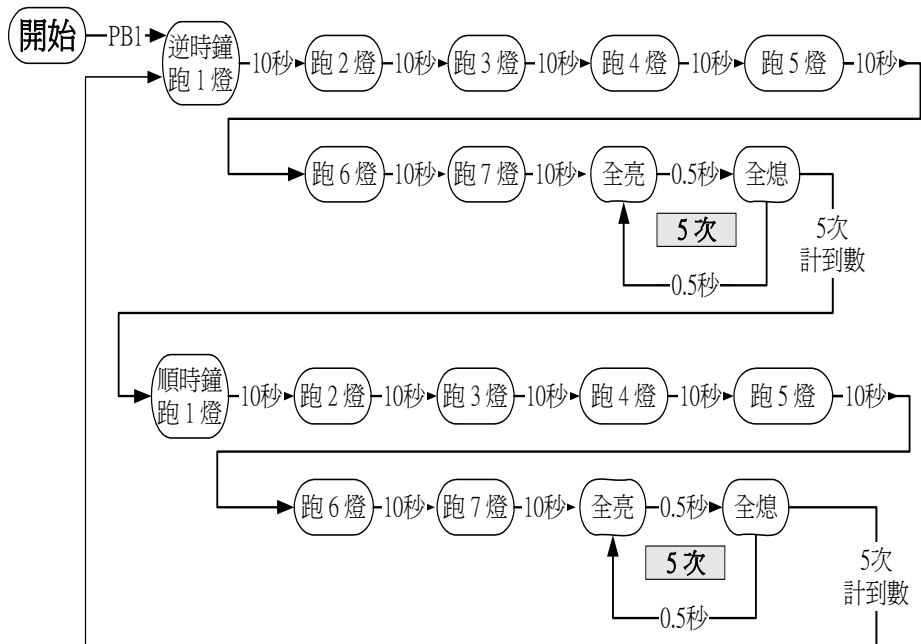 開始
PB1
逆時鐘
跑 1 燈
10秒
跑 2 燈
10秒
跑 3 燈
10秒
跑 4 燈
10秒
跑 5 燈
10秒
跑 6 燈
10秒
跑 7 燈
10秒
全亮
0.5秒
全熄
5 次
0.5秒
5次
計到數
順時鐘
跑 1 燈
10秒
跑 2 燈
10秒
跑 3 燈
10秒
跑 4 燈
10秒
跑 5 燈
10秒
跑 6 燈
10秒
跑 7 燈
10秒
全亮
0.5秒
全熄
5 次
0.5秒
5次
計到數